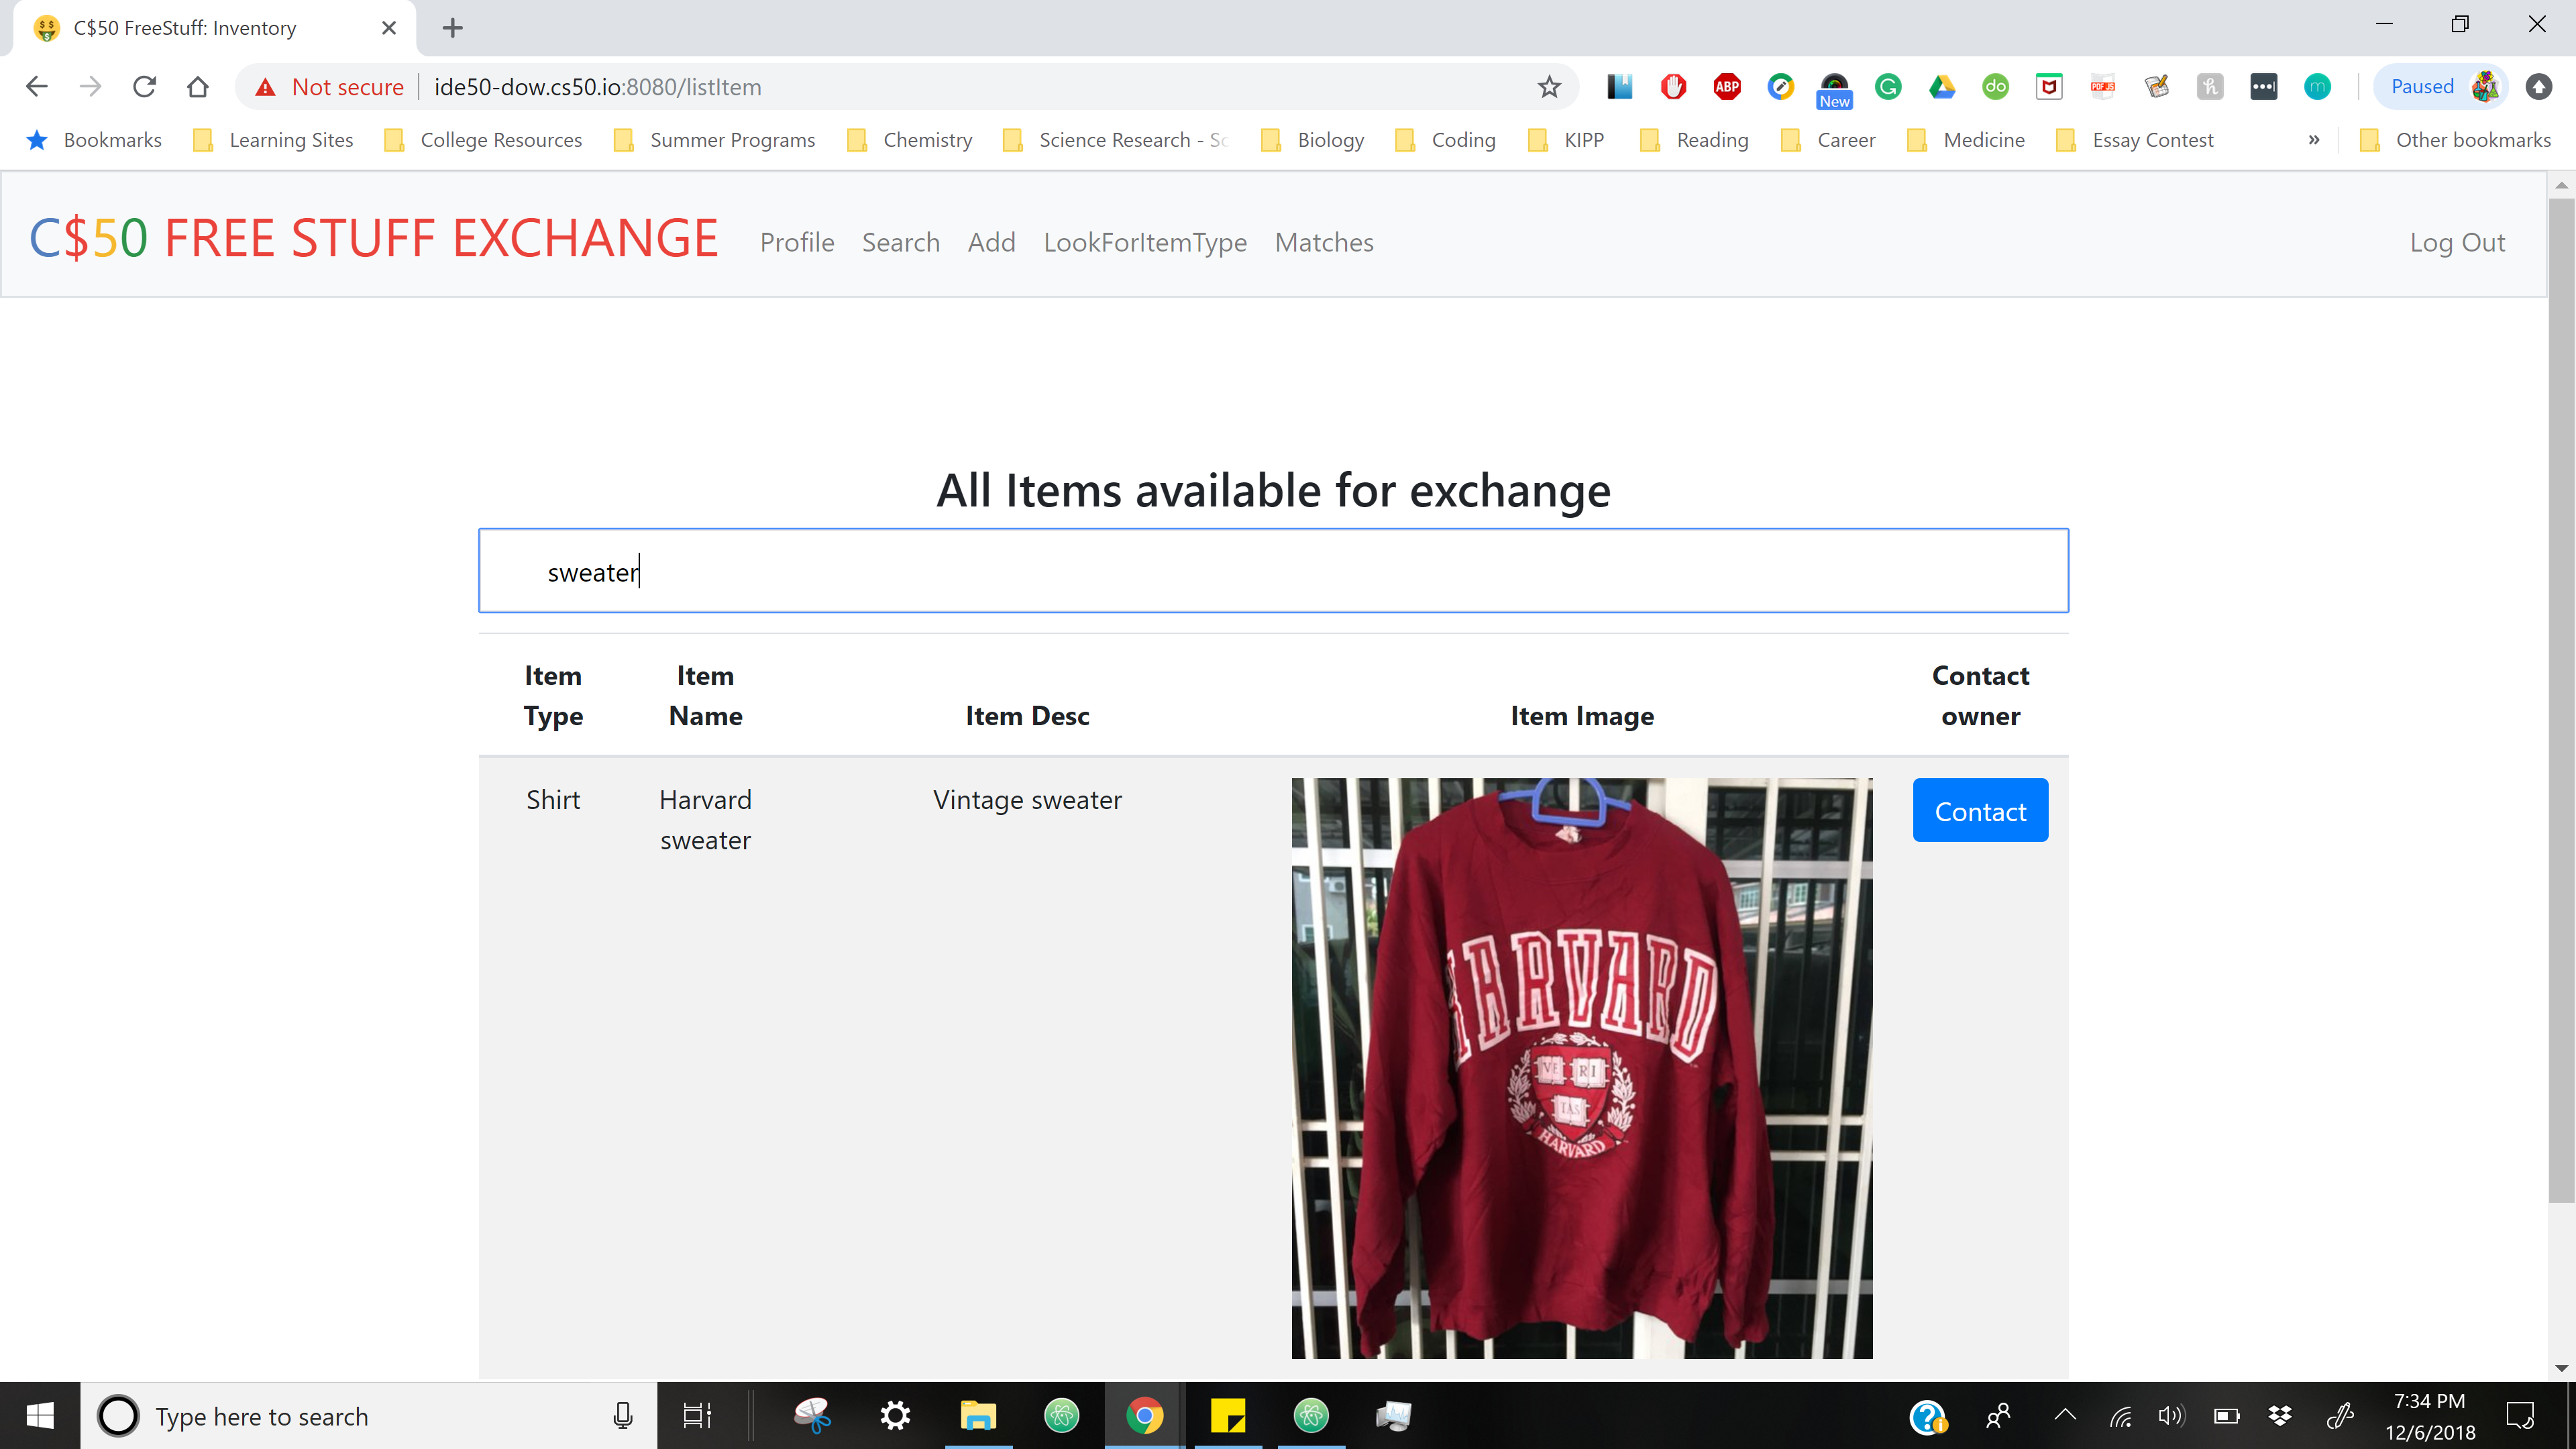 C$50 FreeStuff: Inventory
Not secure ide50-dow.cs50.io:8080/listItem
ABP
New
do
PDF JS
h
m
Paused
Bookmarks Learning Sites College Resources Summer Programs Chemistry Science Research - Sc Biology Coding KIPP Reading Career Medicine Essay Contest » Other bookmarks
C$50 FREE STUFF EXCHANGE Profile Search Add LookForItemType Matches Log Out
All Items available for exchange
sweater
Item Type
Item Name
Item Desc
Item Image
Contact owner
Shirt
Harvard sweater
Vintage sweater
HARVARD
VE RI
TAS
HARVARD
Contact
Type here to search
7:34 PM
12/6/2018